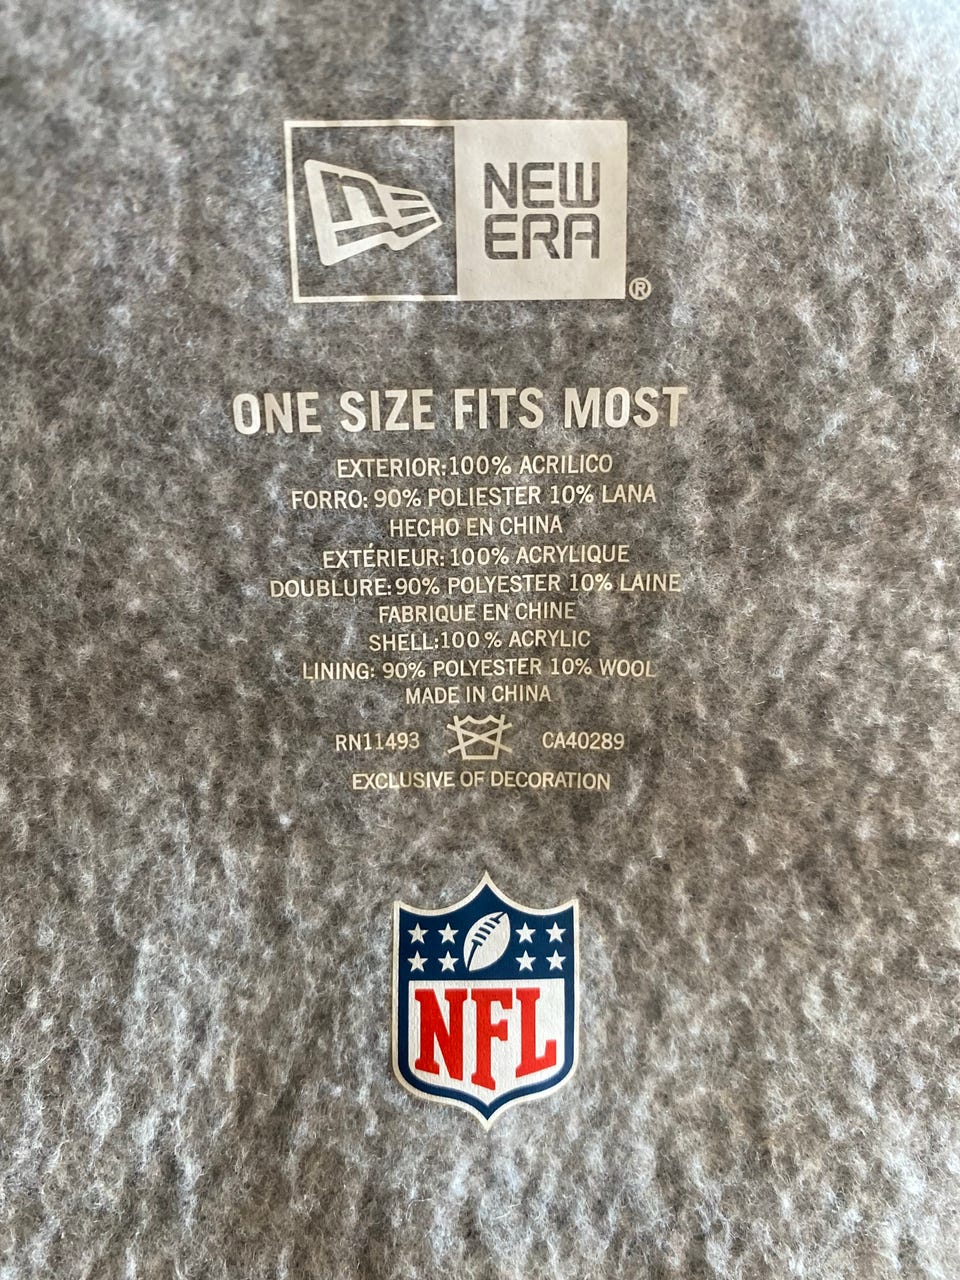 NEW
ERA
®
ONE SIZE FITS MOST
EXTERIOR:100% ACRILICO
FORRO: 90% POLIESTER 10% LANA
HECHO EN CHINA
EXTÉRIEUR: 100% ACRYLIQUE
DOUBLURE: 90% POLYESTER 10% LAINE
FABRIQUE EN CHINE
SHELL:100% ACRYLIC
LINING: 90% POLYESTER 10% WOOL
MADE IN CHINA
RN11493 CA40289
EXCLUSIVE OF DECORATION
NFL